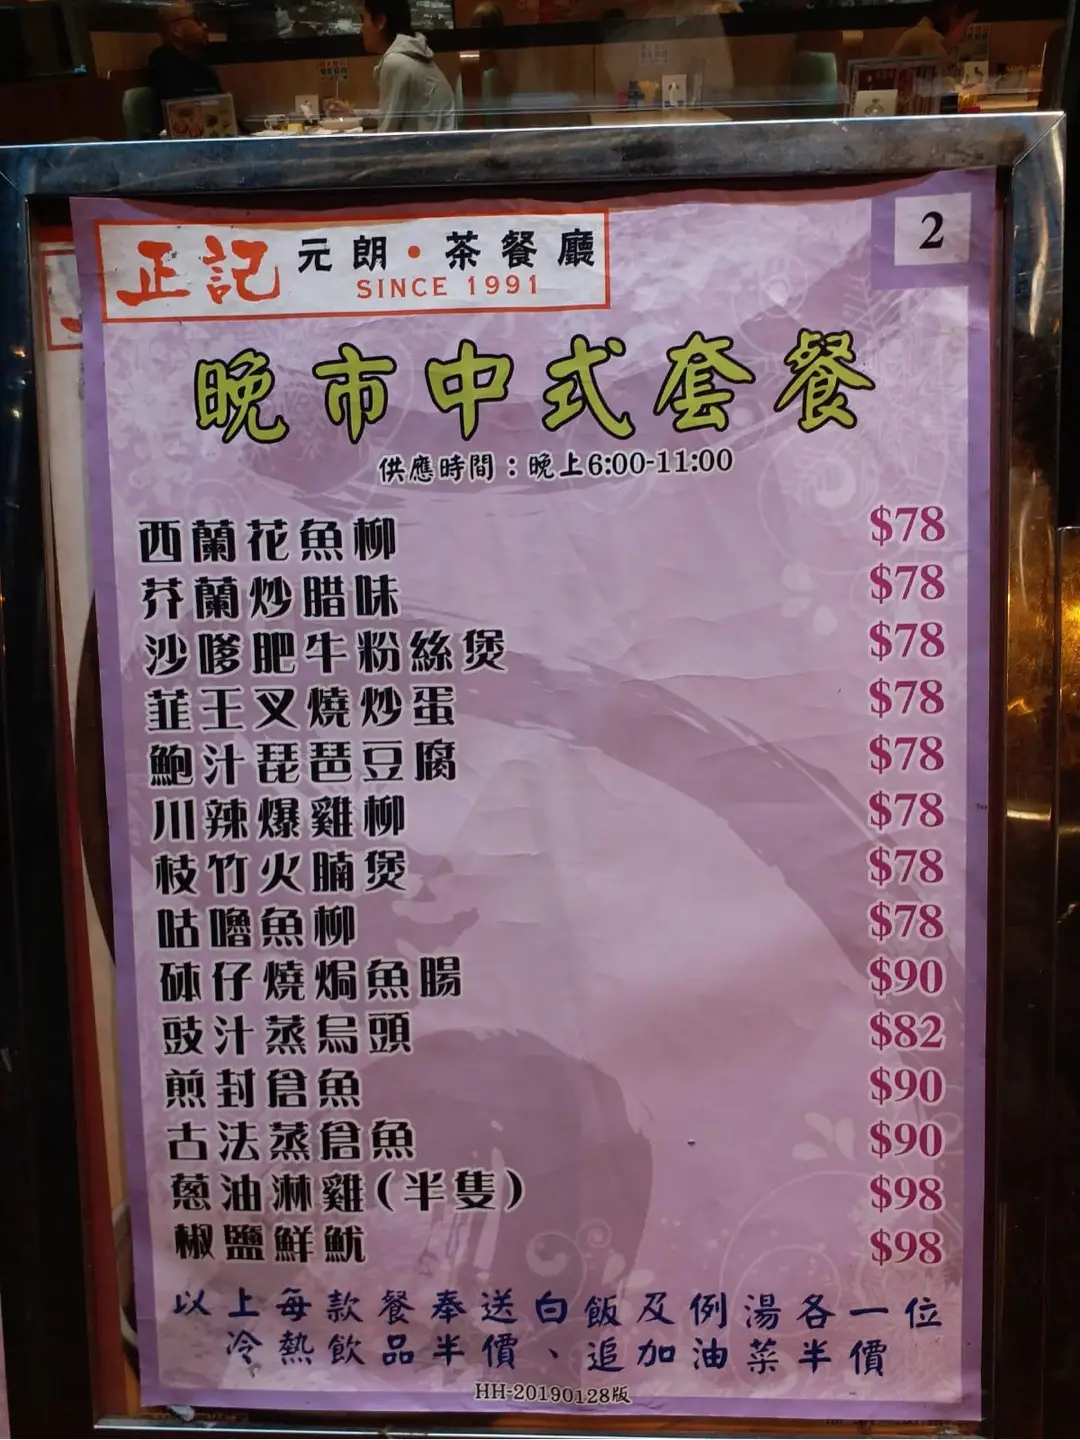 正記 元朗·茶餐廳
SINCE 1991
2
晚市中式套餐
供應時間：晚上6:00-11:00
西蘭花魚柳 $78
芥蘭炒腊味 $78
沙嗲肥牛粉絲煲 $78
韮王叉燒炒蛋 $78
鮑汁琵琶豆腐 $78
川辣爆雞柳 $78
枝竹火腩煲 $78
咕嚕魚柳 $78
砵仔燒焗魚腸 $90
豉汁蒸烏頭 $82
煎封倉魚 $90
古法蒸倉魚 $90
蔥油淋雞(半隻) $98
椒鹽鮮魷 $98
以上每款餐奉送白飯及例湯各一位
冷熱飲品半價、追加油菜半價
HH-20190128版